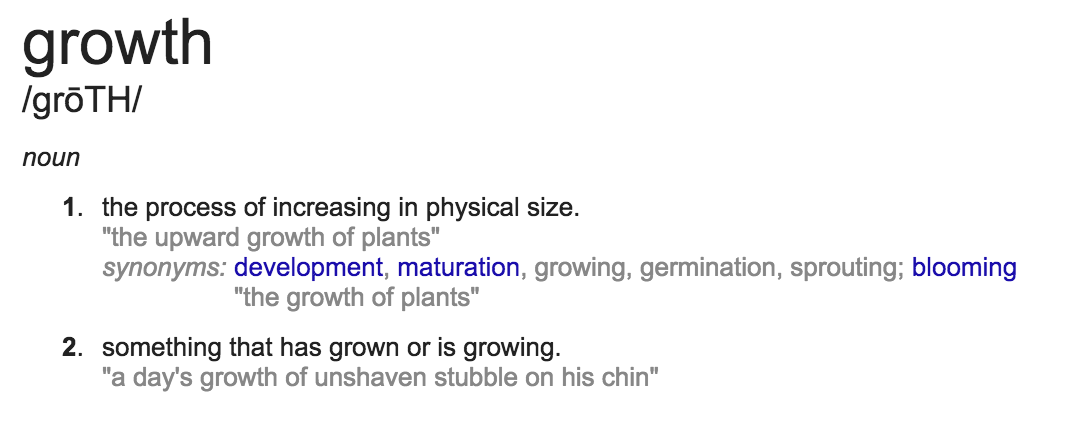 growth
/grōTH/
noun
1. the process of increasing in physical size.
"the upward growth of plants"
synonyms: development, maturation, growing, germination, sprouting; blooming
"the growth of plants"
2. something that has grown or is growing.
"a day's growth of unshaven stubble on his chin"